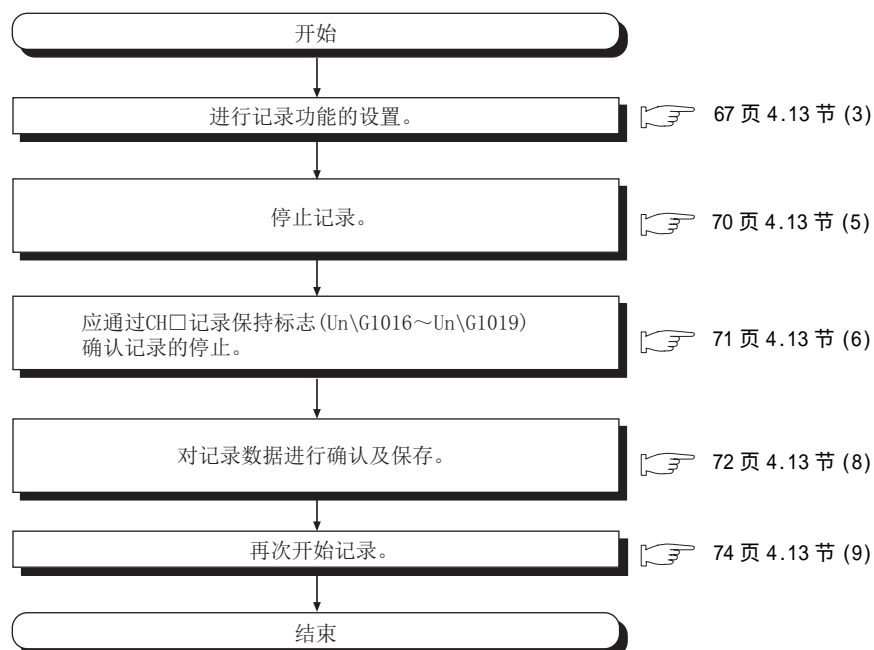 开始
进行记录功能的设置。
67 页 4.13 节 (3)
停止记录。
70 页 4.13 节 (5)
应通过CH□记录保持标志(Un\G1016～Un\G1019)
确认记录的停止。
71 页 4.13 节 (6)
对记录数据进行确认及保存。
72 页 4.13 节 (8)
再次开始记录。
74 页 4.13 节 (9)
结束